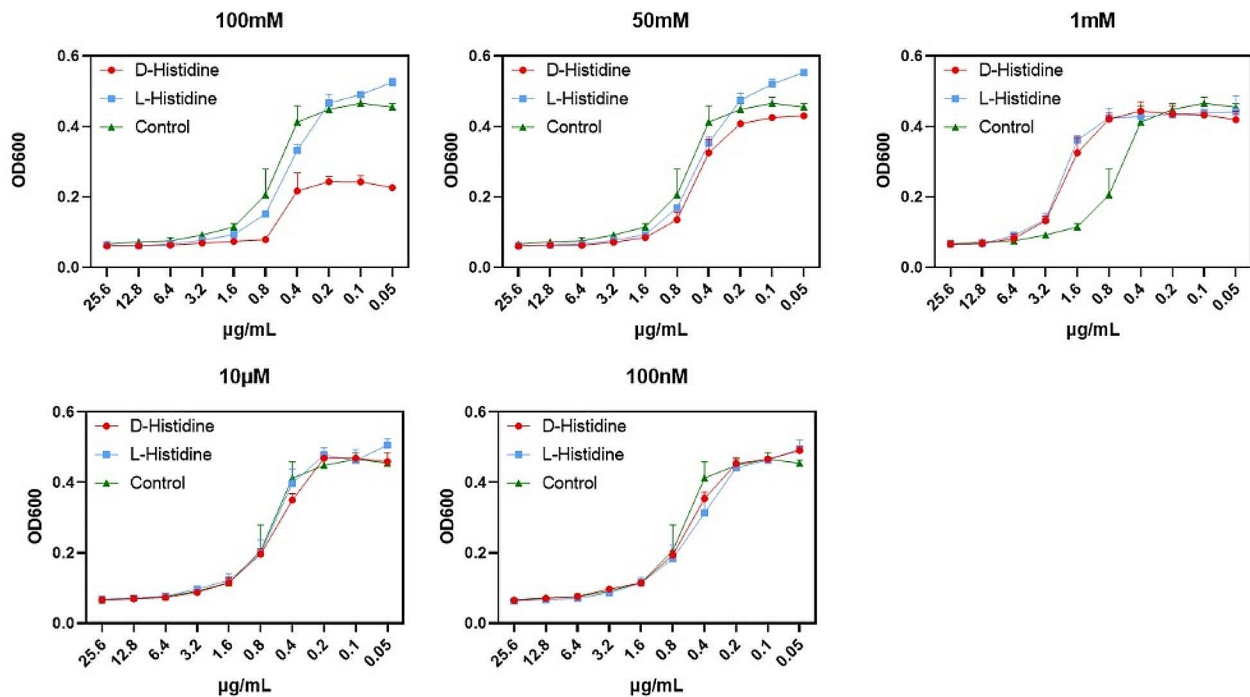 100mM
0.6
0.4
0.2
0.0
OD600
D-Histidine
L-Histidine
Control
25.6
12.8
6.4
3.2
1.6
0.8
0.4
0.2
0.1
0.05
µg/mL
50mM
0.6
0.4
0.2
0.0
OD600
D-Histidine
L-Histidine
Control
25.6
12.8
6.4
3.2
1.6
0.8
0.4
0.2
0.1
0.05
µg/mL
1mM
0.6
0.4
0.2
0.0
OD600
D-Histidine
L-Histidine
Control
25.6
12.8
6.4
3.2
1.6
0.8
0.4
0.2
0.1
0.05
µg/mL
10µM
0.6
0.4
0.2
0.0
OD600
D-Histidine
L-Histidine
Control
25.6
12.8
6.4
3.2
1.6
0.8
0.4
0.2
0.1
0.05
µg/mL
100nM
0.6
0.4
0.2
0.0
OD600
D-Histidine
L-Histidine
Control
25.6
12.8
6.4
3.2
1.6
0.8
0.4
0.2
0.1
0.05
µg/mL